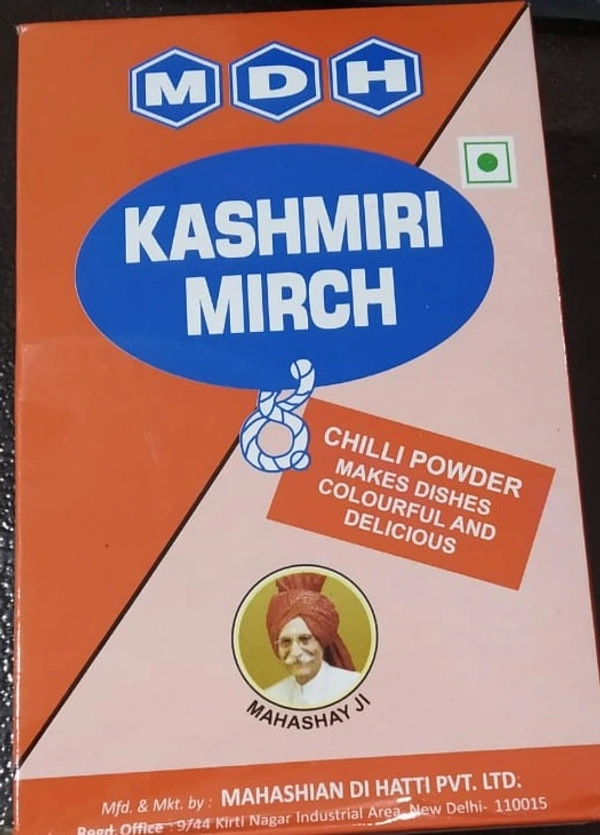 MDH
KASHMIRI
MIRCH
CHILLI POWDER
MAKES DISHES
COLOURFUL AND
DELICIOUS
MAHASHAY JI
Mfd. & Mkt. by : MAHASHIAN DI HATTI PVT. LTD.
Regd. Office : 9/44 Kirti Nagar Industrial Area, New Delhi- 110015